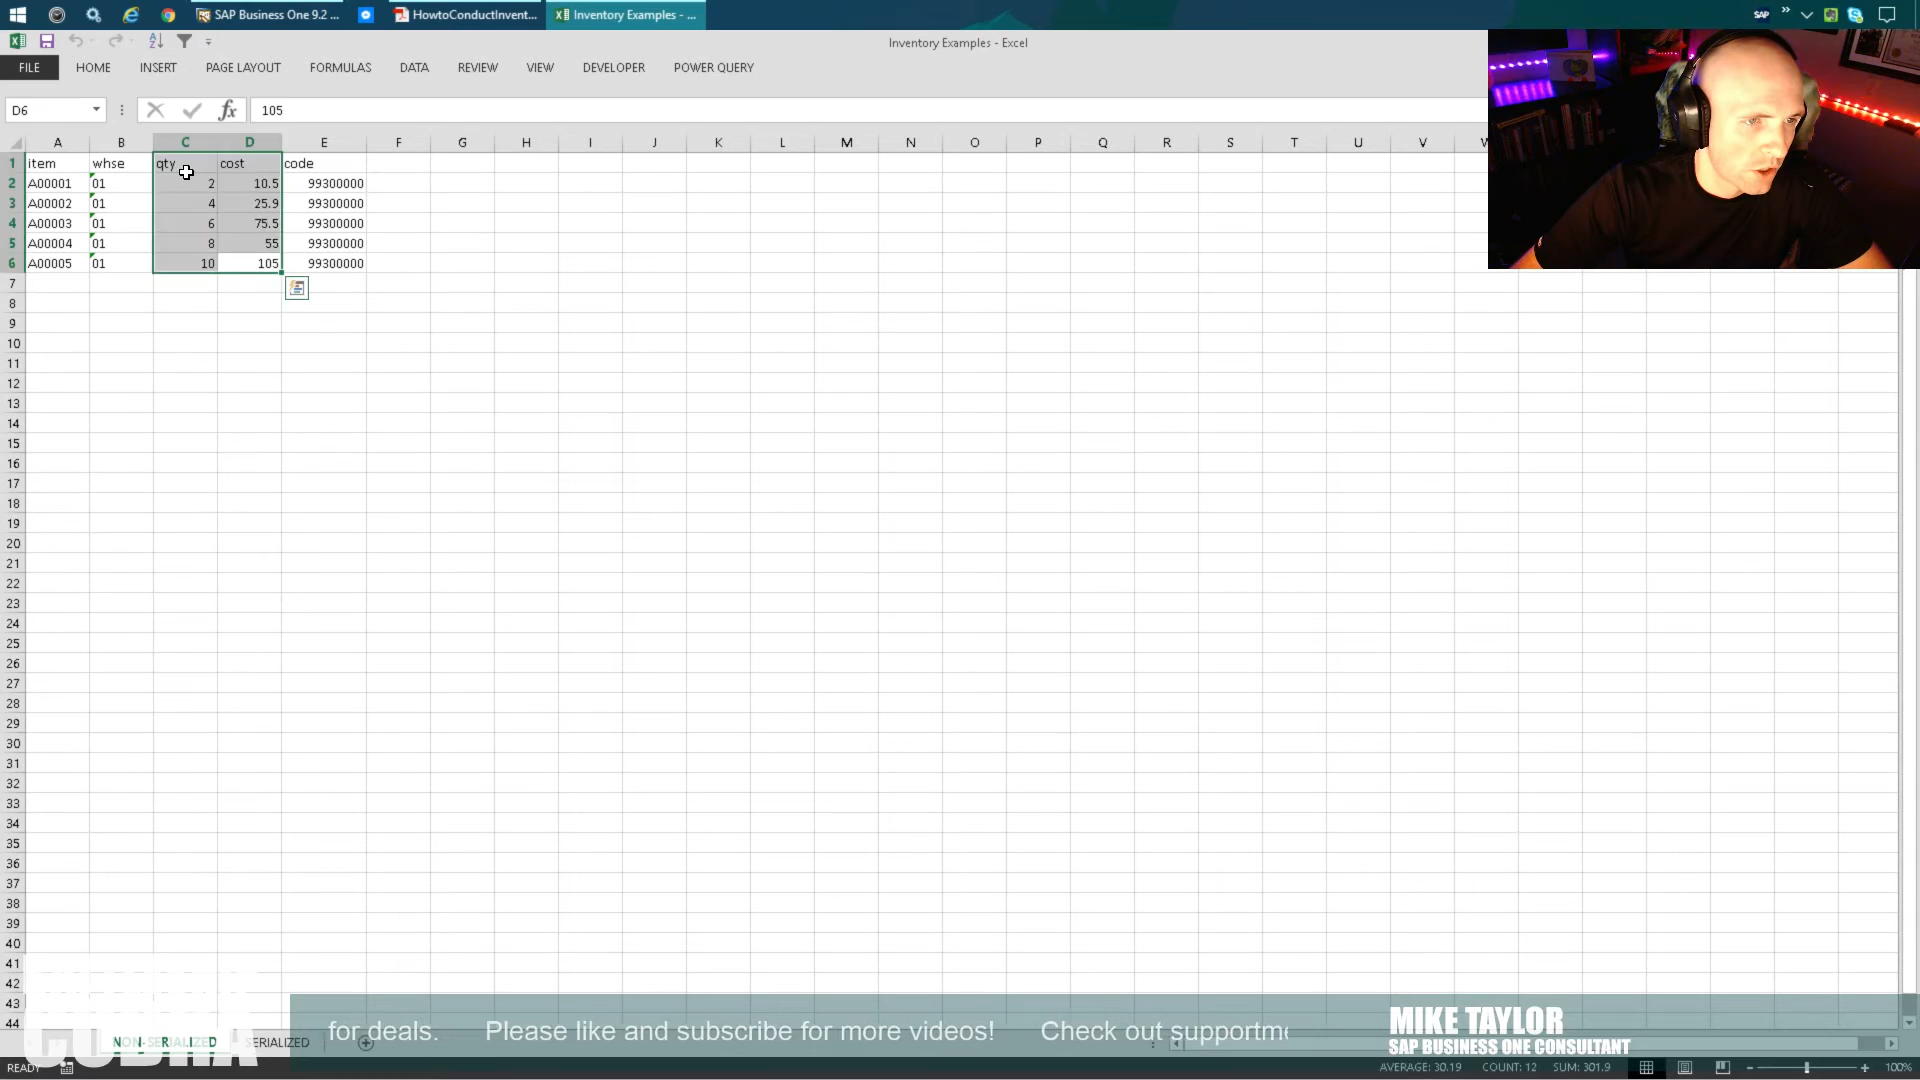 SAP Business One 9.2 ...
HowtoConductInvent...
Inventory Examples - ...
SAP
Inventory Examples - Excel
FILE HOME INSERT PAGE LAYOUT FORMULAS DATA REVIEW VIEW DEVELOPER POWER QUERY
D6 fx 105
A B C D E F G H I J K L M N O P Q R S T U V W
1 item whse qty cost code
2 A00001 01 2 10.5 99300000
3 A00002 01 4 25.9 99300000
4 A00003 01 6 75.5 99300000
5 A00004 01 8 55 99300000
6 A00005 01 10 105 99300000
7
8
9
10
11
12
13
14
15
16
17
18
19
20
21
22
23
24
25
26
27
28
29
30
31
32
33
34
35
36
37
38
39
40
41
42
43
44
for deals. Please like and subscribe for more videos! Check out supportme
MIKE TAYLOR
SAP BUSINESS ONE CONSULTANT
NON-SERIALIZED SERIALIZED
READY AVERAGE: 30.19 COUNT: 12 SUM: 301.9 100%